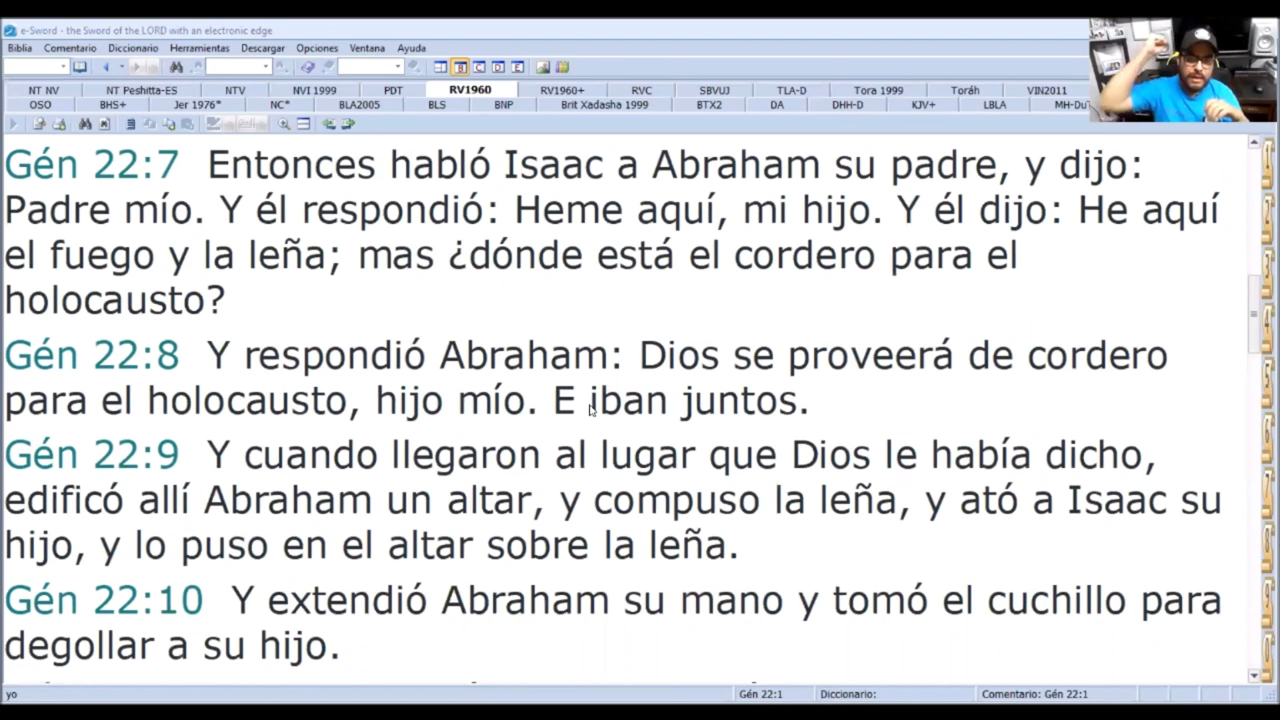 e-Sword - the Sword of the LORD with an electronic edge
Biblia Comentario Diccionario Herramientas Descargar Opciones Ventana Ayuda
NT NV NT Peshitta-ES NTV NVI 1999 PDT RV1960 RV1960+ RVC SBVUJ TLA-D Tora 1999 Toráh VIN2011
OSO BHS+ Jer 1976* NC* BLA2005 BLS BNP Brit Xadasha 1999 BTX2 DA DHH-D KJV+ LBLA
Gén 22:7 Entonces habló Isaac a Abraham su padre, y dijo:
Padre mío. Y él respondió: Heme aquí, mi hijo. Y él dijo: He aquí
el fuego y la leña; mas ¿dónde está el cordero para el
holocausto?
Gén 22:8 Y respondió Abraham: Dios se proveerá de cordero
para el holocausto, hijo mío. E iban juntos.
Gén 22:9 Y cuando llegaron al lugar que Dios le había dicho,
edificó allí Abraham un altar, y compuso la leña, y ató a Isaac su
hijo, y lo puso en el altar sobre la leña.
Gén 22:10 Y extendió Abraham su mano y tomó el cuchillo para
degollar a su hijo.
yo Gén 22:1 Diccionario: Comentario: Gén 22:1